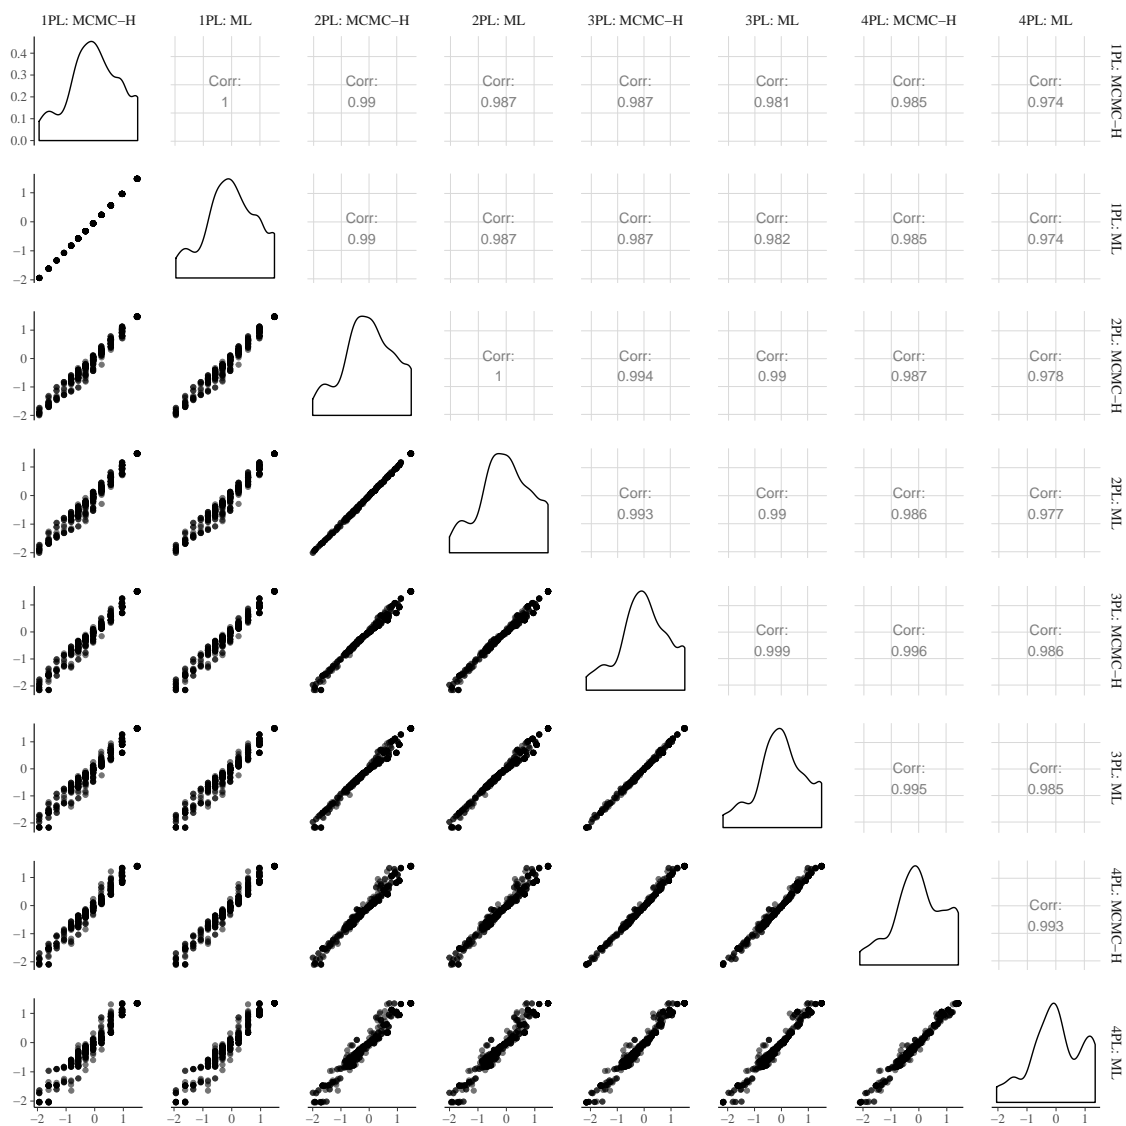 1PL: MCMC−H 1PL: ML 2PL: MCMC−H 2PL: ML 3PL: MCMC−H 3PL: ML 4PL: MCMC−H 4PL: ML
0.4
0.3
0.2
0.1
0.0
Corr: Corr: Corr: Corr: Corr: Corr: Corr:
1 0.99 0.987 0.987 0.981 0.985 0.974
1PL: MCMC−H
1
0
−1
−2
Corr: Corr: Corr: Corr: Corr: Corr:
0.99 0.987 0.987 0.982 0.985 0.974
1PL: ML
1
0
−1
−2
Corr: Corr: Corr: Corr: Corr:
1 0.994 0.99 0.987 0.978
2PL: MCMC−H
1
0
−1
−2
Corr: Corr: Corr: Corr:
0.993 0.99 0.986 0.977
2PL: ML
1
0
−1
−2
Corr: Corr: Corr:
0.999 0.996 0.986
3PL: MCMC−H
1
0
−1
−2
Corr: Corr:
0.995 0.985
3PL: ML
1
0
−1
−2
Corr:
0.993
4PL: MCMC−H
1
0
−1
−2
4PL: ML
−2 −1 0 1 −2 −1 0 1 −2 −1 0 1 −2 −1 0 1 −2 −1 0 1 −2 −1 0 1 −2 −1 0 1 −2 −1 0 1